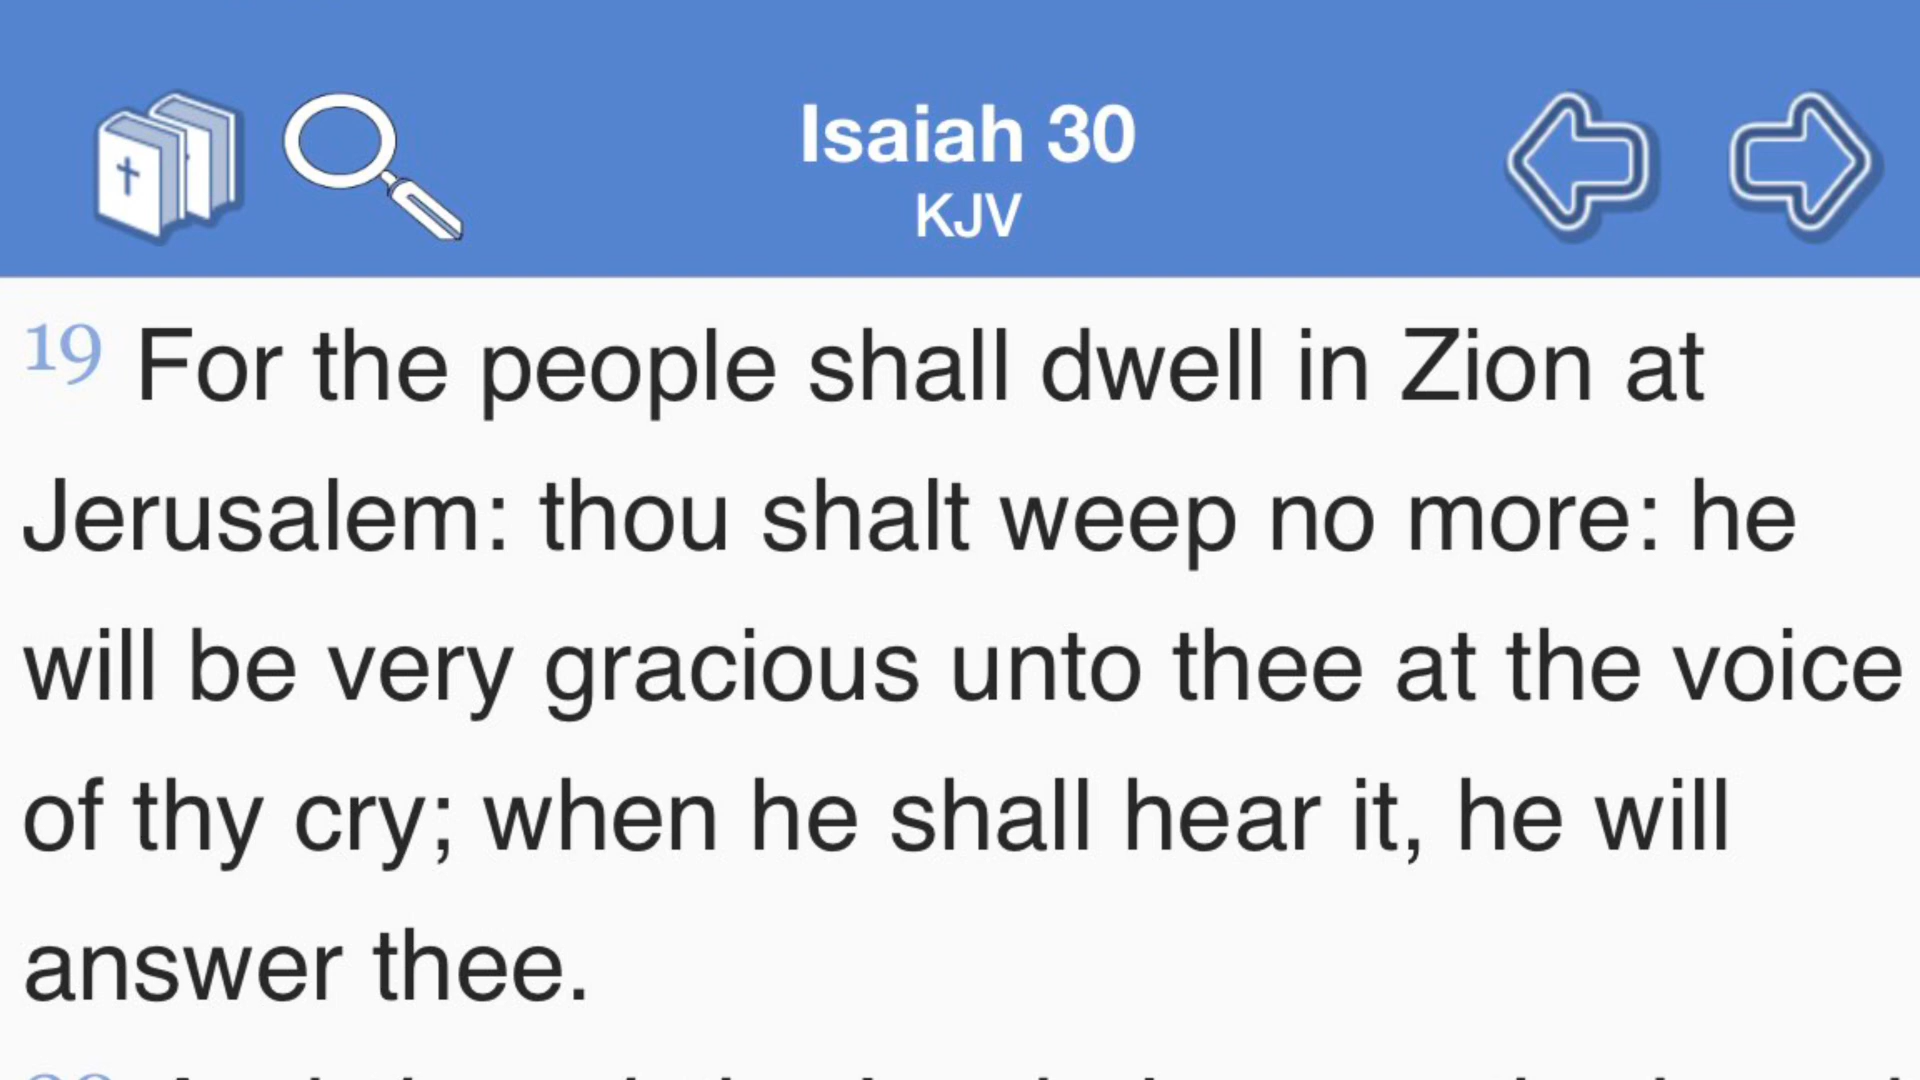 Isaiah 30
KJV
19 For the people shall dwell in Zion at
Jerusalem: thou shalt weep no more: he
will be very gracious unto thee at the voice
of thy cry; when he shall hear it, he will
answer thee.